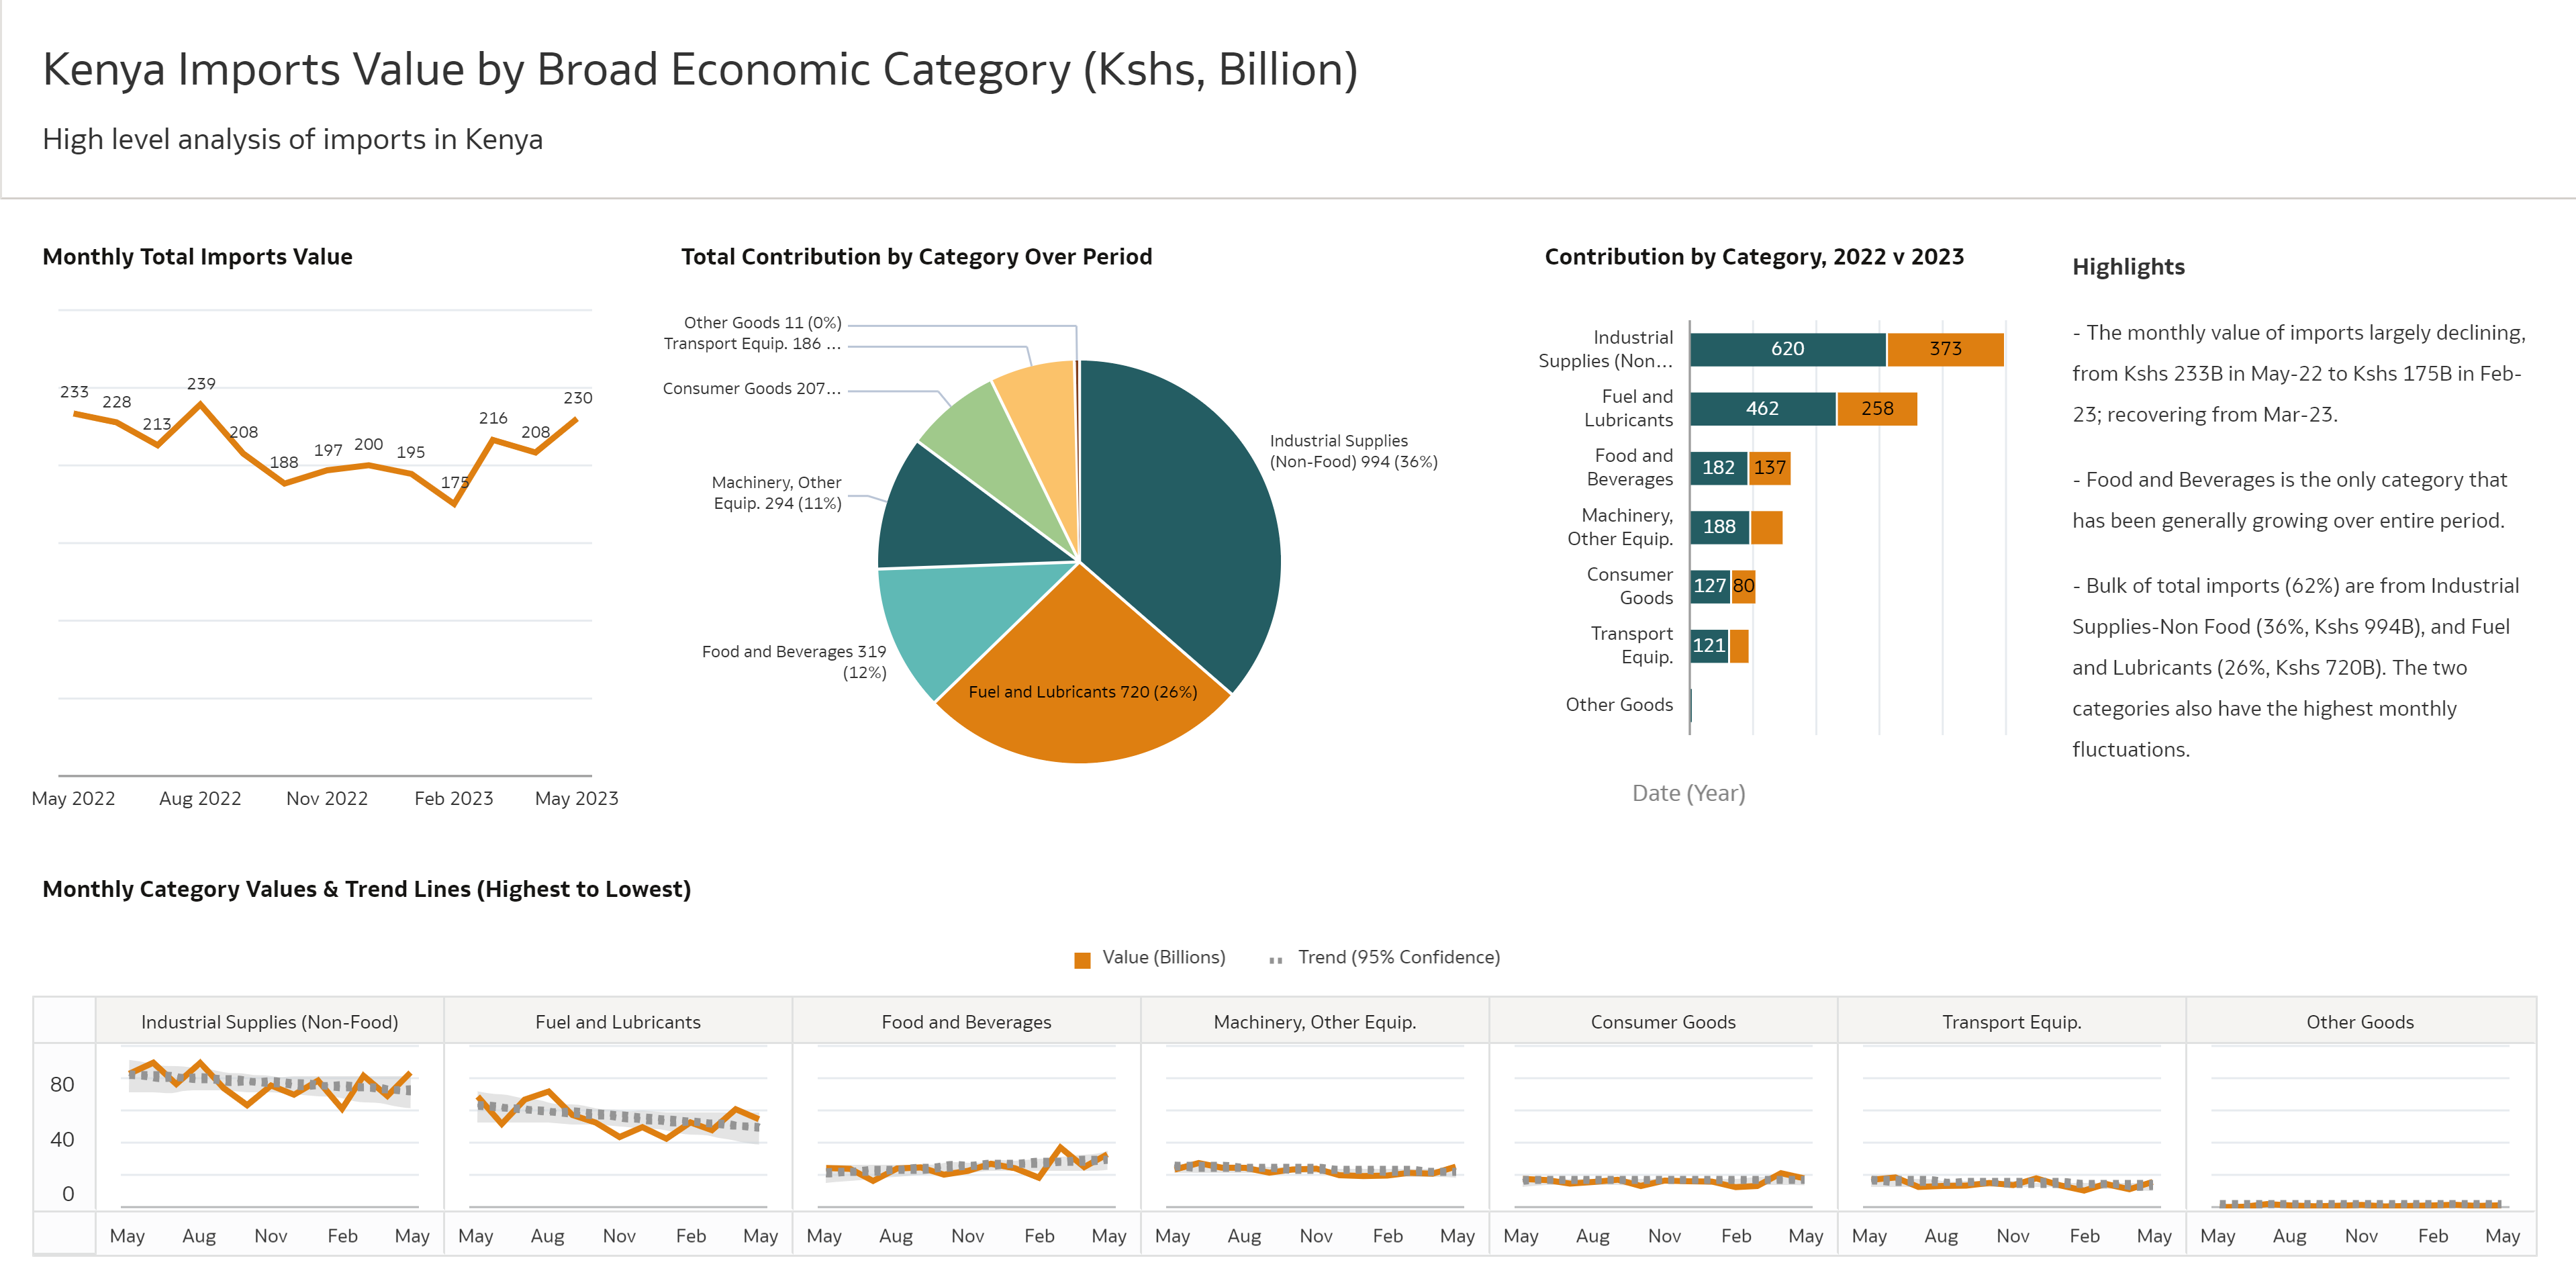 Kenya Imports Value by Broad Economic Category (Kshs, Billion)
High level analysis of imports in Kenya
Monthly Total Imports Value
233
228
213
239
208
188
197
200
195
175
216
208
230
May 2022
Aug 2022
Nov 2022
Feb 2023
May 2023
Total Contribution by Category Over Period
Other Goods 11 (0%)
Transport Equip. 186 ...
Consumer Goods 207...
Machinery, Other
Equip. 294 (11%)
Food and Beverages 319
(12%)
Fuel and Lubricants 720 (26%)
Industrial Supplies
(Non-Food) 994 (36%)
Contribution by Category, 2022 v 2023
Industrial
Supplies (Non...
620
373
Fuel and
Lubricants
462
258
Food and
Beverages
182
137
Machinery,
Other Equip.
188
Consumer
Goods
127
80
Transport
Equip.
121
Other Goods
Date (Year)
Highlights
- The monthly value of imports largely declining,
from Kshs 233B in May-22 to Kshs 175B in Feb-
23; recovering from Mar-23.
- Food and Beverages is the only category that
has been generally growing over entire period.
- Bulk of total imports (62%) are from Industrial
Supplies-Non Food (36%, Kshs 994B), and Fuel
and Lubricants (26%, Kshs 720B). The two
categories also have the highest monthly
fluctuations.
Monthly Category Values & Trend Lines (Highest to Lowest)
Value (Billions)
Trend (95% Confidence)
Industrial Supplies (Non-Food)
Fuel and Lubricants
Food and Beverages
Machinery, Other Equip.
Consumer Goods
Transport Equip.
Other Goods
80
40
0
May Aug Nov Feb May
May Aug Nov Feb May
May Aug Nov Feb May
May Aug Nov Feb May
May Aug Nov Feb May
May Aug Nov Feb May
May Aug Nov Feb May